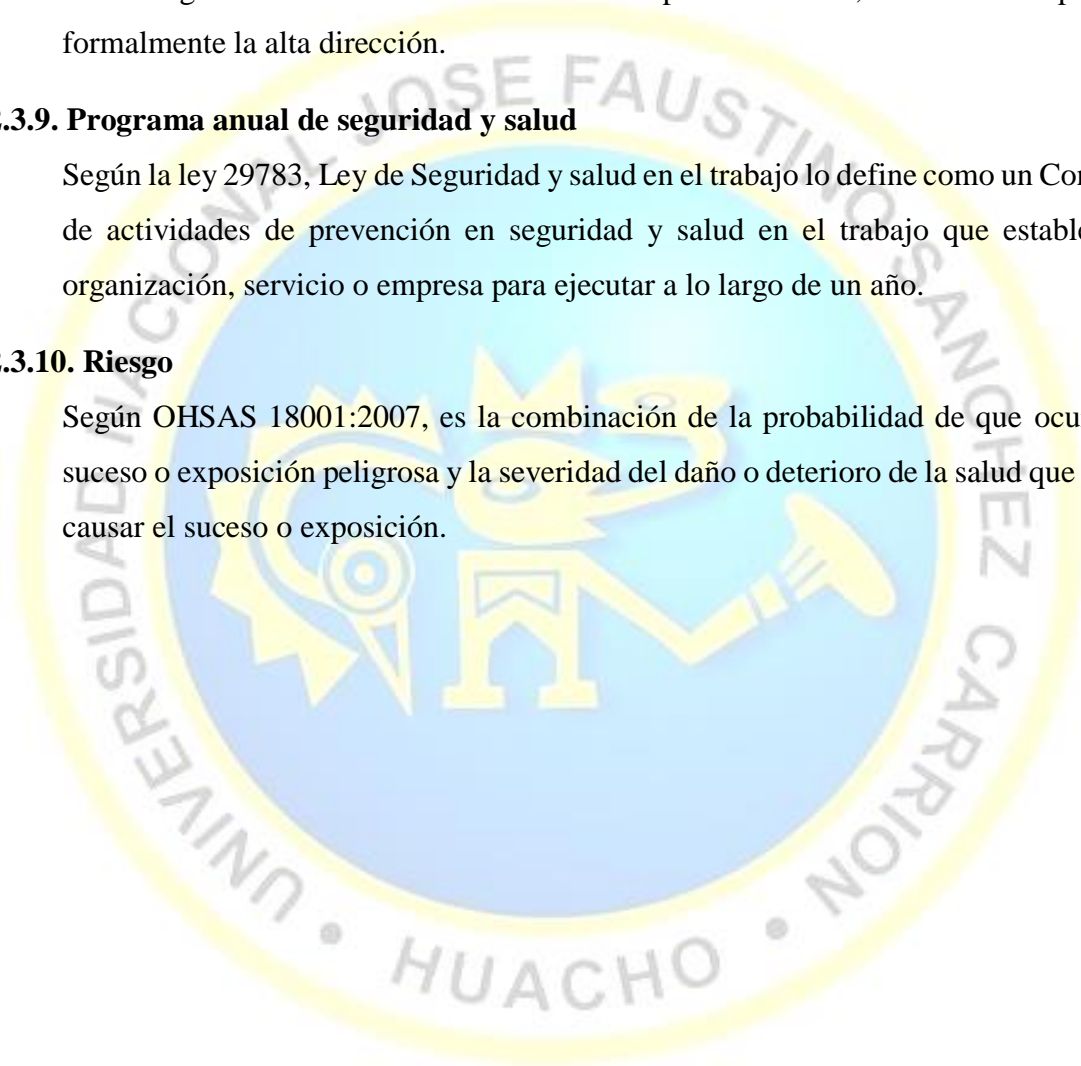 formalmente la alta dirección.
.3.9. Programa anual de seguridad y salud
Según la ley 29783, Ley de Seguridad y salud en el trabajo lo define como un Con
de actividades de prevención en seguridad y salud en el trabajo que estable
organización, servicio o empresa para ejecutar a lo largo de un año.
.3.10. Riesgo
Según OHSAS 18001:2007, es la combinación de la probabilidad de que ocu
suceso o exposición peligrosa y la severidad del daño o deterioro de la salud que
causar el suceso o exposición.
UNIVERSIDAD NACIONAL JOSE FAUSTINO SANCHEZ CARRION
• HUACHO •